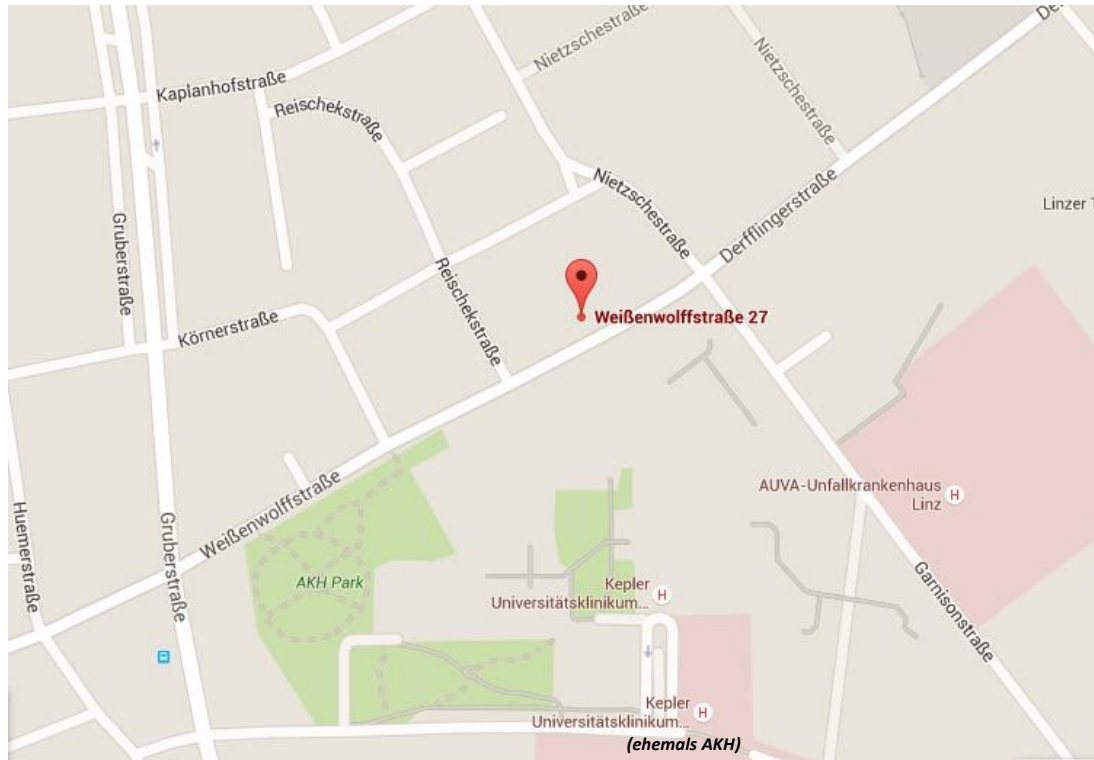 De
Nietzschestraße
Nietzschestraße
Kaplanhofstraße
Reischekstraße
Nietzschestraße
Derfflingerstraße
Linzer T
Gruberstraße
Reischekstraße
Weißenwolffstraße 27
Körnerstraße
AUVA-Unfallkrankenhaus
Linz
H
Weißenwolffstraße
Huemerstraße
Gruberstraße
AKH Park
Kepler
Universitätsklinikum...
H
Garnisonstraße
Kepler
Universitätsklinikum...
H
(ehemals AKH)